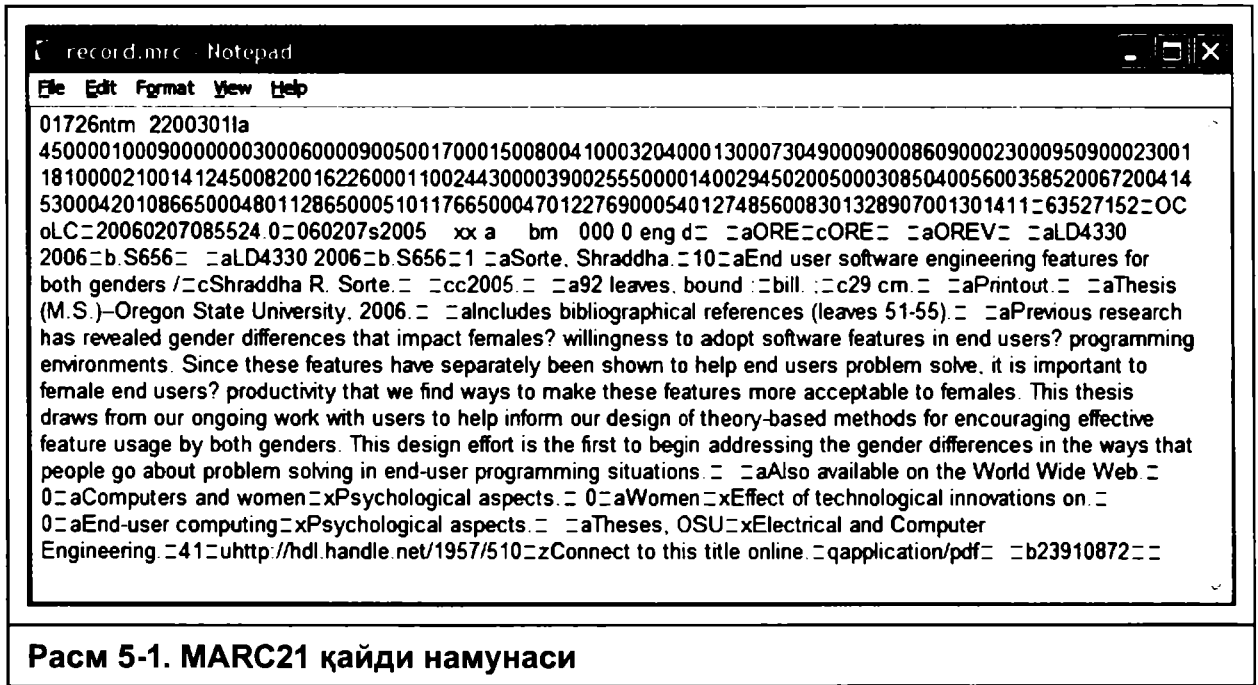 record.mrc - Notepad
File Edit Format View Help
01726ntm 2200301Ia
45000010009000000003000600009005001700015008004100032040001300073049000900086090002300095090002300​1
18100002100141245008200162260001100244300003900255500001400294502005000308504005600358520067200414
530004201086650004801128650005101176650004701227690005401274856008301328907001301411=63527152=OC
oLC=20060207085524.0=060207s2005 xx a bm 000 0 eng d= =aORE=cORE= =aOREV= =aLD4330
2006=b.S656= =aLD4330 2006=b.S656=1 =aSorte, Shraddha.=10=aEnd user software engineering features for
both genders /=cShraddha R. Sorte.= =cc2005.= =a92 leaves, bound :=bill. ;=c29 cm.= =aPrintout.= =aThesis
(M.S.)–Oregon State University, 2006.= =aIncludes bibliographical references (leaves 51-55).= =aPrevious research
has revealed gender differences that impact females? willingness to adopt software features in end users? programming
environments. Since these features have separately been shown to help end users problem solve, it is important to
female end users? productivity that we find ways to make these features more acceptable to females. This thesis
draws from our ongoing work with users to help inform our design of theory-based methods for encouraging effective
feature usage by both genders. This design effort is the first to begin addressing the gender differences in the ways that
people go about problem solving in end-user programming situations.= =aAlso available on the World Wide Web.=
0=aComputers and women=xPsychological aspects.= 0=aWomen=xEffect of technological innovations on.=
0=aEnd-user computing=xPsychological aspects.= =aTheses, OSU=xElectrical and Computer
Engineering.=41=uhttp://hdl.handle.net/1957/510=zConnect to this title online.=qapplication/pdf= =b23910872==
Расм 5-1. MARC21 қайди намунаси